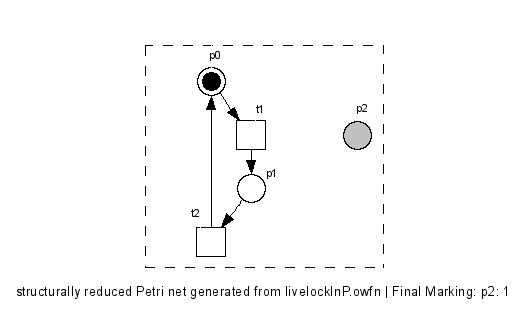 p0
t1
p2
p1
t2
structurally reduced Petri net generated from livelockInP.owfn | Final Marking: p2: 1